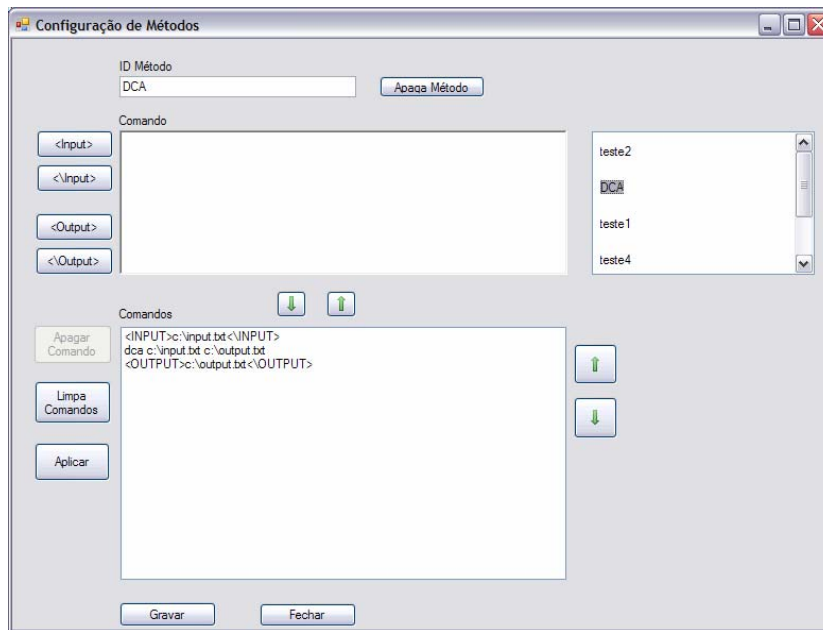 Configuração de Métodos
ID Método
DCA
Apaga Método
Comando
<Input>
<\Input>
<Output>
<\Output>
teste2
DCA
teste1
teste4
Comandos
Apagar
Comando
Limpa
Comandos
Aplicar
<INPUT>c:\input.txt<\INPUT>
dca c:\input.txt c:\output.txt
<OUTPUT>c:\output.txt<\OUTPUT>
Gravar
Fechar